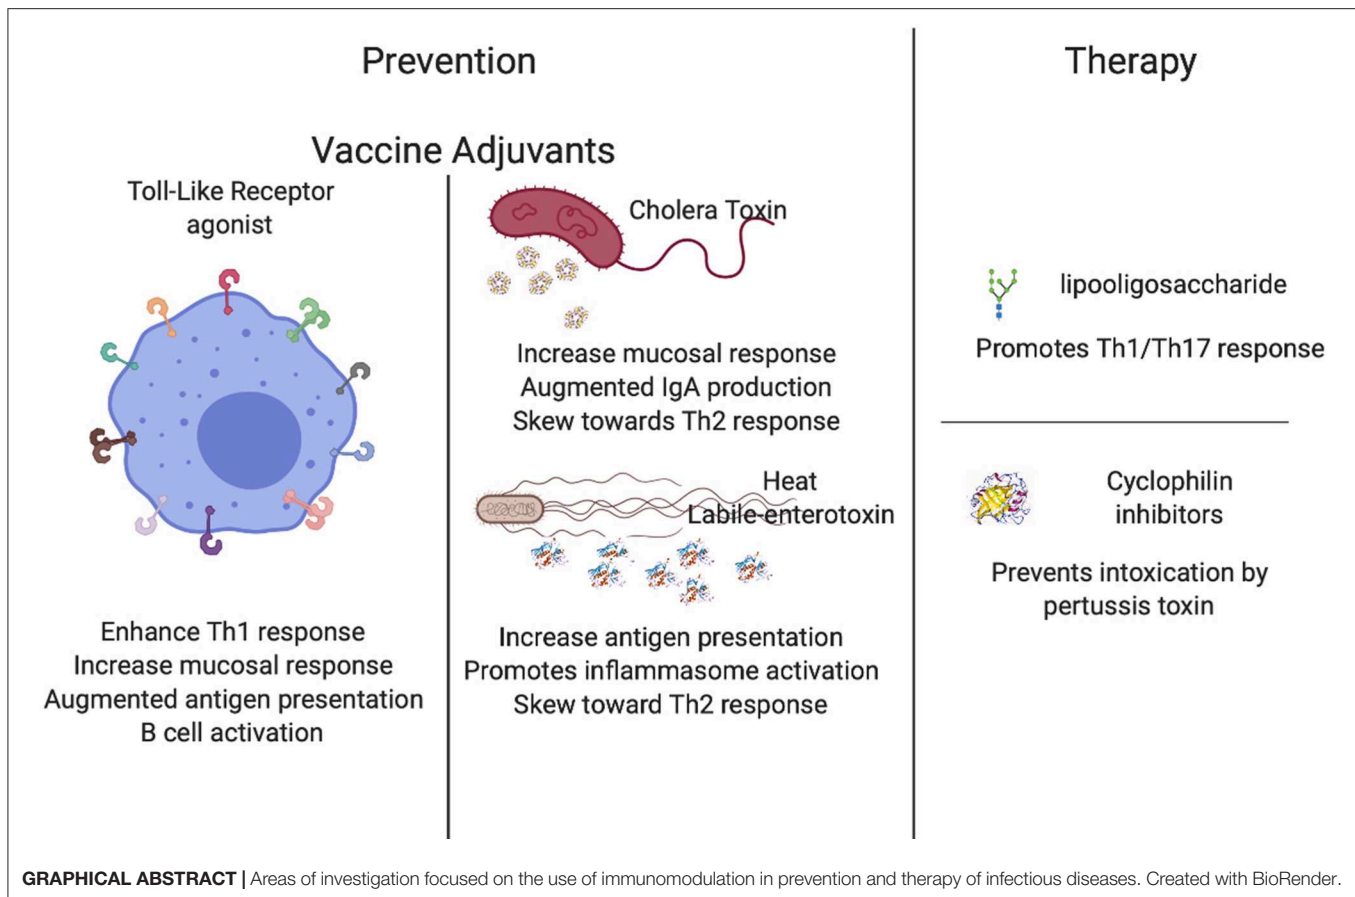 Prevention
Vaccine Adjuvants
Toll-Like Receptor
agonist
Enhance Th1 response
Increase mucosal response
Augmented antigen presentation
B cell activation
Cholera Toxin
Increase mucosal response
Augmented IgA production
Skew towards Th2 response
Heat
Labile-enterotoxin
Increase antigen presentation
Promotes inflammasome activation
Skew toward Th2 response
Therapy
lipooligosaccharide
Promotes Th1/Th17 response
Cyclophilin
inhibitors
Prevents intoxication by
pertussis toxin
GRAPHICAL ABSTRACT | Areas of investigation focused on the use of immunomodulation in prevention and therapy of infectious diseases. Created with BioRender.